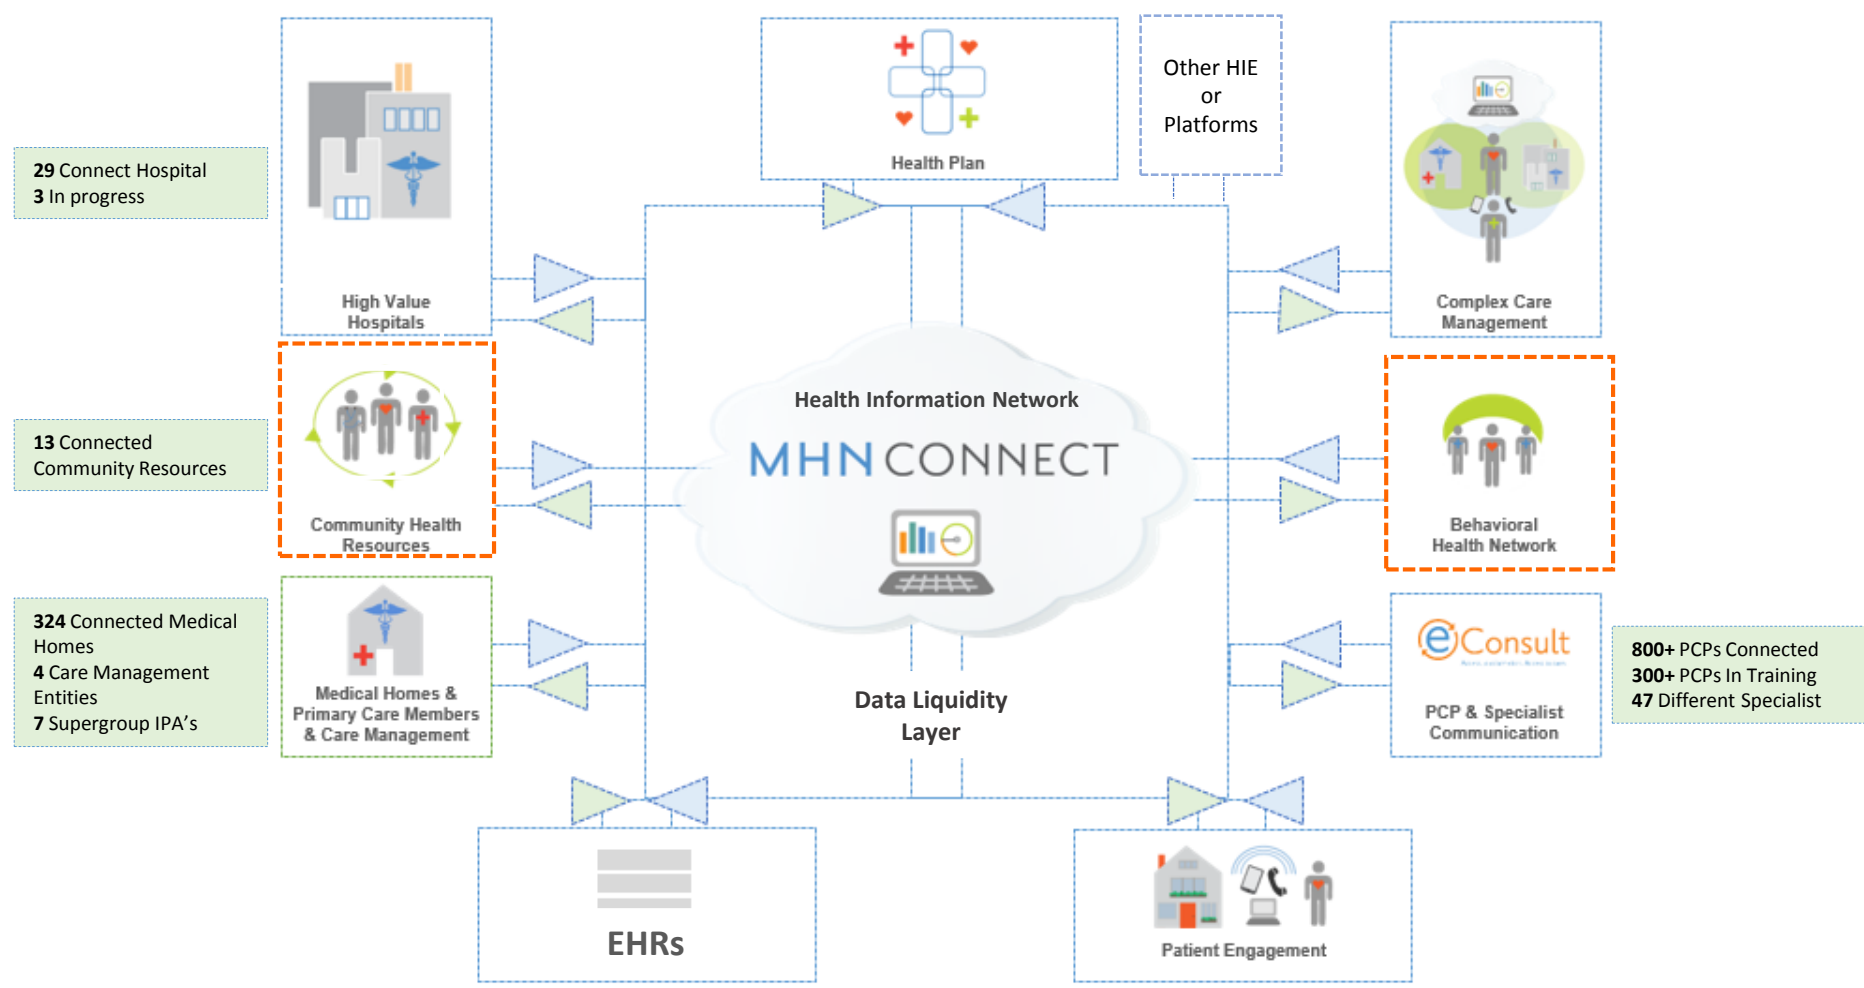 Other HIE
or
Platforms
Health Plan
29 Connect Hospital
3 In progress
High Value
Hospitals
Complex Care
Management
Health Information Network
MHN CONNECT
13 Connected
Community Resources
Community Health
Resources
Behavioral
Health Network
324 Connected Medical
Homes
4 Care Management
Entities
7 Supergroup IPA's
Medical Homes &
Primary Care Members
& Care Management
Data Liquidity
Layer
eConsult
PCP & Specialist
Communication
800+ PCPs Connected
300+ PCPs In Training
47 Different Specialist
EHRs
Patient Engagement